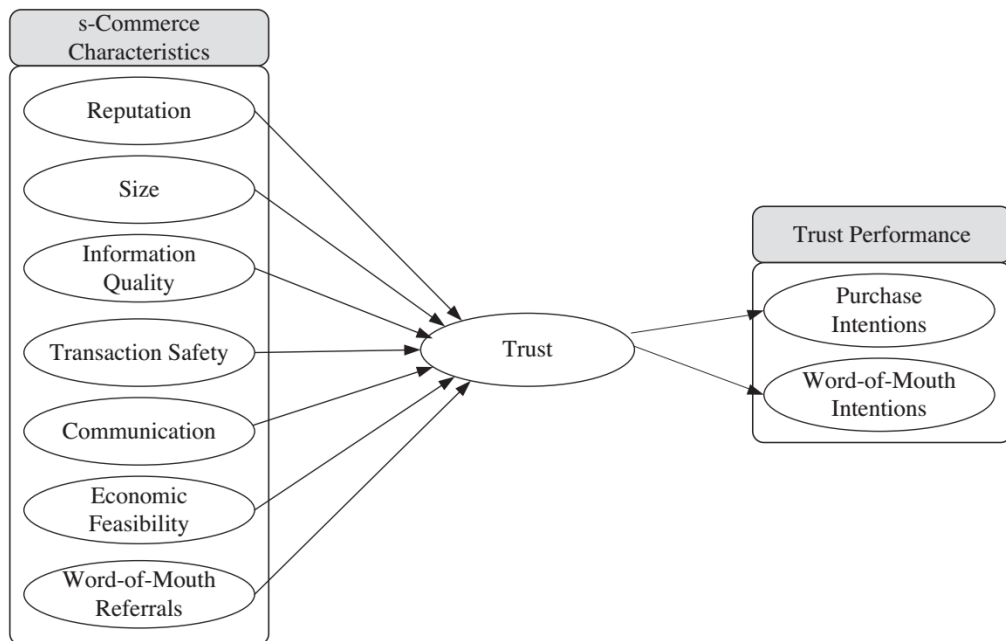 s-Commerce
Characteristics
Reputation
Size
Information
Quality
Transaction Safety
Communication
Economic
Feasibility
Word-of-Mouth
Referrals
Trust
Trust Performance
Purchase
Intentions
Word-of-Mouth
Intentions